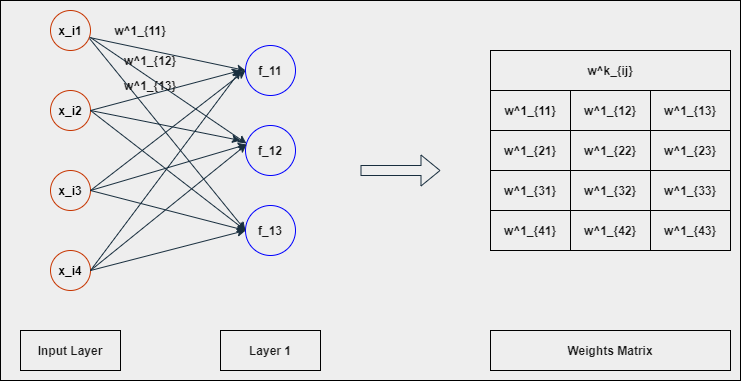 x_i1
w^1_{11}
w^1_{12}
w^1_{13}
x_i2
x_i3
x_i4
f_11
f_12
f_13
w^k_{ij}
w^1_{11} w^1_{12} w^1_{13}
w^1_{21} w^1_{22} w^1_{23}
w^1_{31} w^1_{32} w^1_{33}
w^1_{41} w^1_{42} w^1_{43}
Input Layer
Layer 1
Weights Matrix